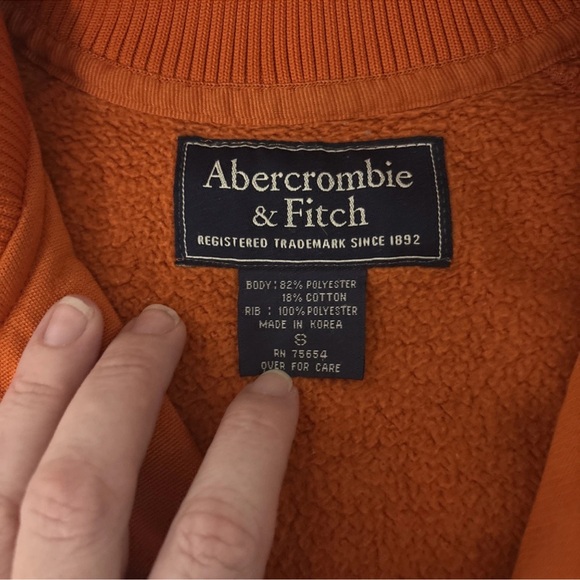 Abercrombie
& Fitch
REGISTERED TRADEMARK SINCE 1892
BODY : 82% POLYESTER
18% COTTON
RIB : 100% POLYESTER
MADE IN KOREA
S
RN 75654
OVER FOR CARE